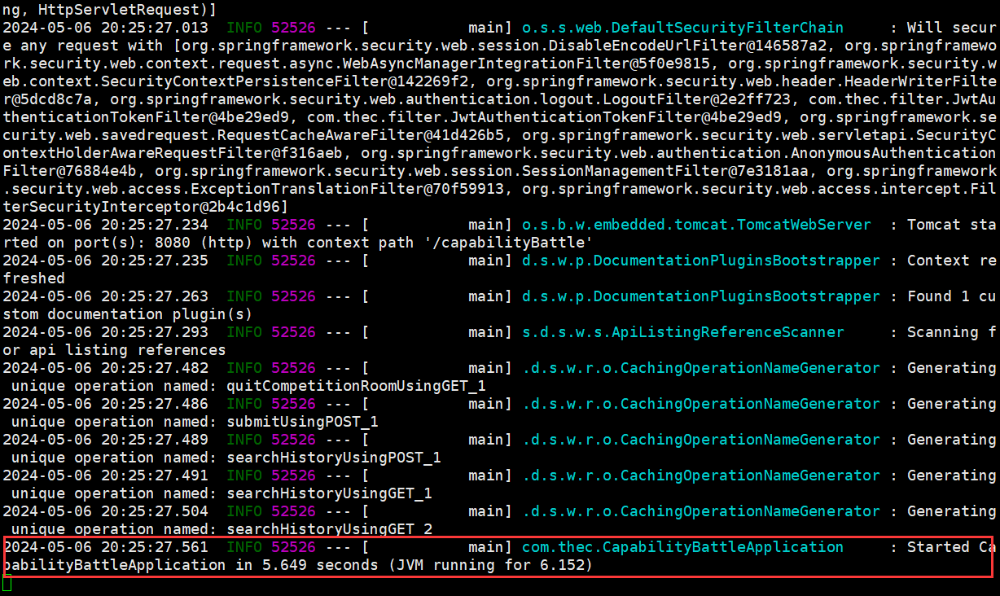 ng, HttpServletRequest)]
2024-05-06 20:25:27.013  INFO 52526 --- [           main] o.s.s.web.DefaultSecurityFilterChain     : Will secur
e any request with [org.springframework.security.web.session.DisableEncodeUrlFilter@146587a2, org.springframewo
rk.security.web.context.request.async.WebAsyncManagerIntegrationFilter@5f0e9815, org.springframework.security.w
eb.context.SecurityContextPersistenceFilter@142269f2, org.springframework.security.web.header.HeaderWriterFilte
r@5dcd8c7a, org.springframework.security.web.authentication.logout.LogoutFilter@2e2ff723, com.thec.filter.JwtAu
thenticationTokenFilter@4be29ed9, com.thec.filter.JwtAuthenticationTokenFilter@4be29ed9, org.springframework.se
curity.web.savedrequest.RequestCacheAwareFilter@41d426b5, org.springframework.security.web.servletapi.SecurityC
ontextHolderAwareRequestFilter@f316aeb, org.springframework.security.web.authentication.AnonymousAuthentication
Filter@76884e4b, org.springframework.security.web.session.SessionManagementFilter@7e3181aa, org.springframework
.security.web.access.ExceptionTranslationFilter@70f59913, org.springframework.security.web.access.intercept.Fil
terSecurityInterceptor@2b4c1d96]
2024-05-06 20:25:27.234  INFO 52526 --- [           main] o.s.b.w.embedded.tomcat.TomcatWebServer  : Tomcat sta
rted on port(s): 8080 (http) with context path '/capabilityBattle'
2024-05-06 20:25:27.235  INFO 52526 --- [           main] d.s.w.p.DocumentationPluginsBootstrapper : Context re
freshed
2024-05-06 20:25:27.263  INFO 52526 --- [           main] d.s.w.p.DocumentationPluginsBootstrapper : Found 1 cu
stom documentation plugin(s)
2024-05-06 20:25:27.293  INFO 52526 --- [           main] s.d.s.w.s.ApiListingReferenceScanner     : Scanning f
or api listing references
2024-05-06 20:25:27.482  INFO 52526 --- [           main] .d.s.w.r.o.CachingOperationNameGenerator : Generating
 unique operation named: quitCompetitionRoomUsingGET_1
2024-05-06 20:25:27.486  INFO 52526 --- [           main] .d.s.w.r.o.CachingOperationNameGenerator : Generating
 unique operation named: submitUsingPOST_1
2024-05-06 20:25:27.489  INFO 52526 --- [           main] .d.s.w.r.o.CachingOperationNameGenerator : Generating
 unique operation named: searchHistoryUsingPOST_1
2024-05-06 20:25:27.491  INFO 52526 --- [           main] .d.s.w.r.o.CachingOperationNameGenerator : Generating
 unique operation named: searchHistoryUsingGET_1
2024-05-06 20:25:27.504  INFO 52526 --- [           main] .d.s.w.r.o.CachingOperationNameGenerator : Generating
 unique operation named: searchHistoryUsingGET_2
2024-05-06 20:25:27.561  INFO 52526 --- [           main] com.thec.CapabilityBattleApplication     : Started Ca
pabilityBattleApplication in 5.649 seconds (JVM running for 6.152)